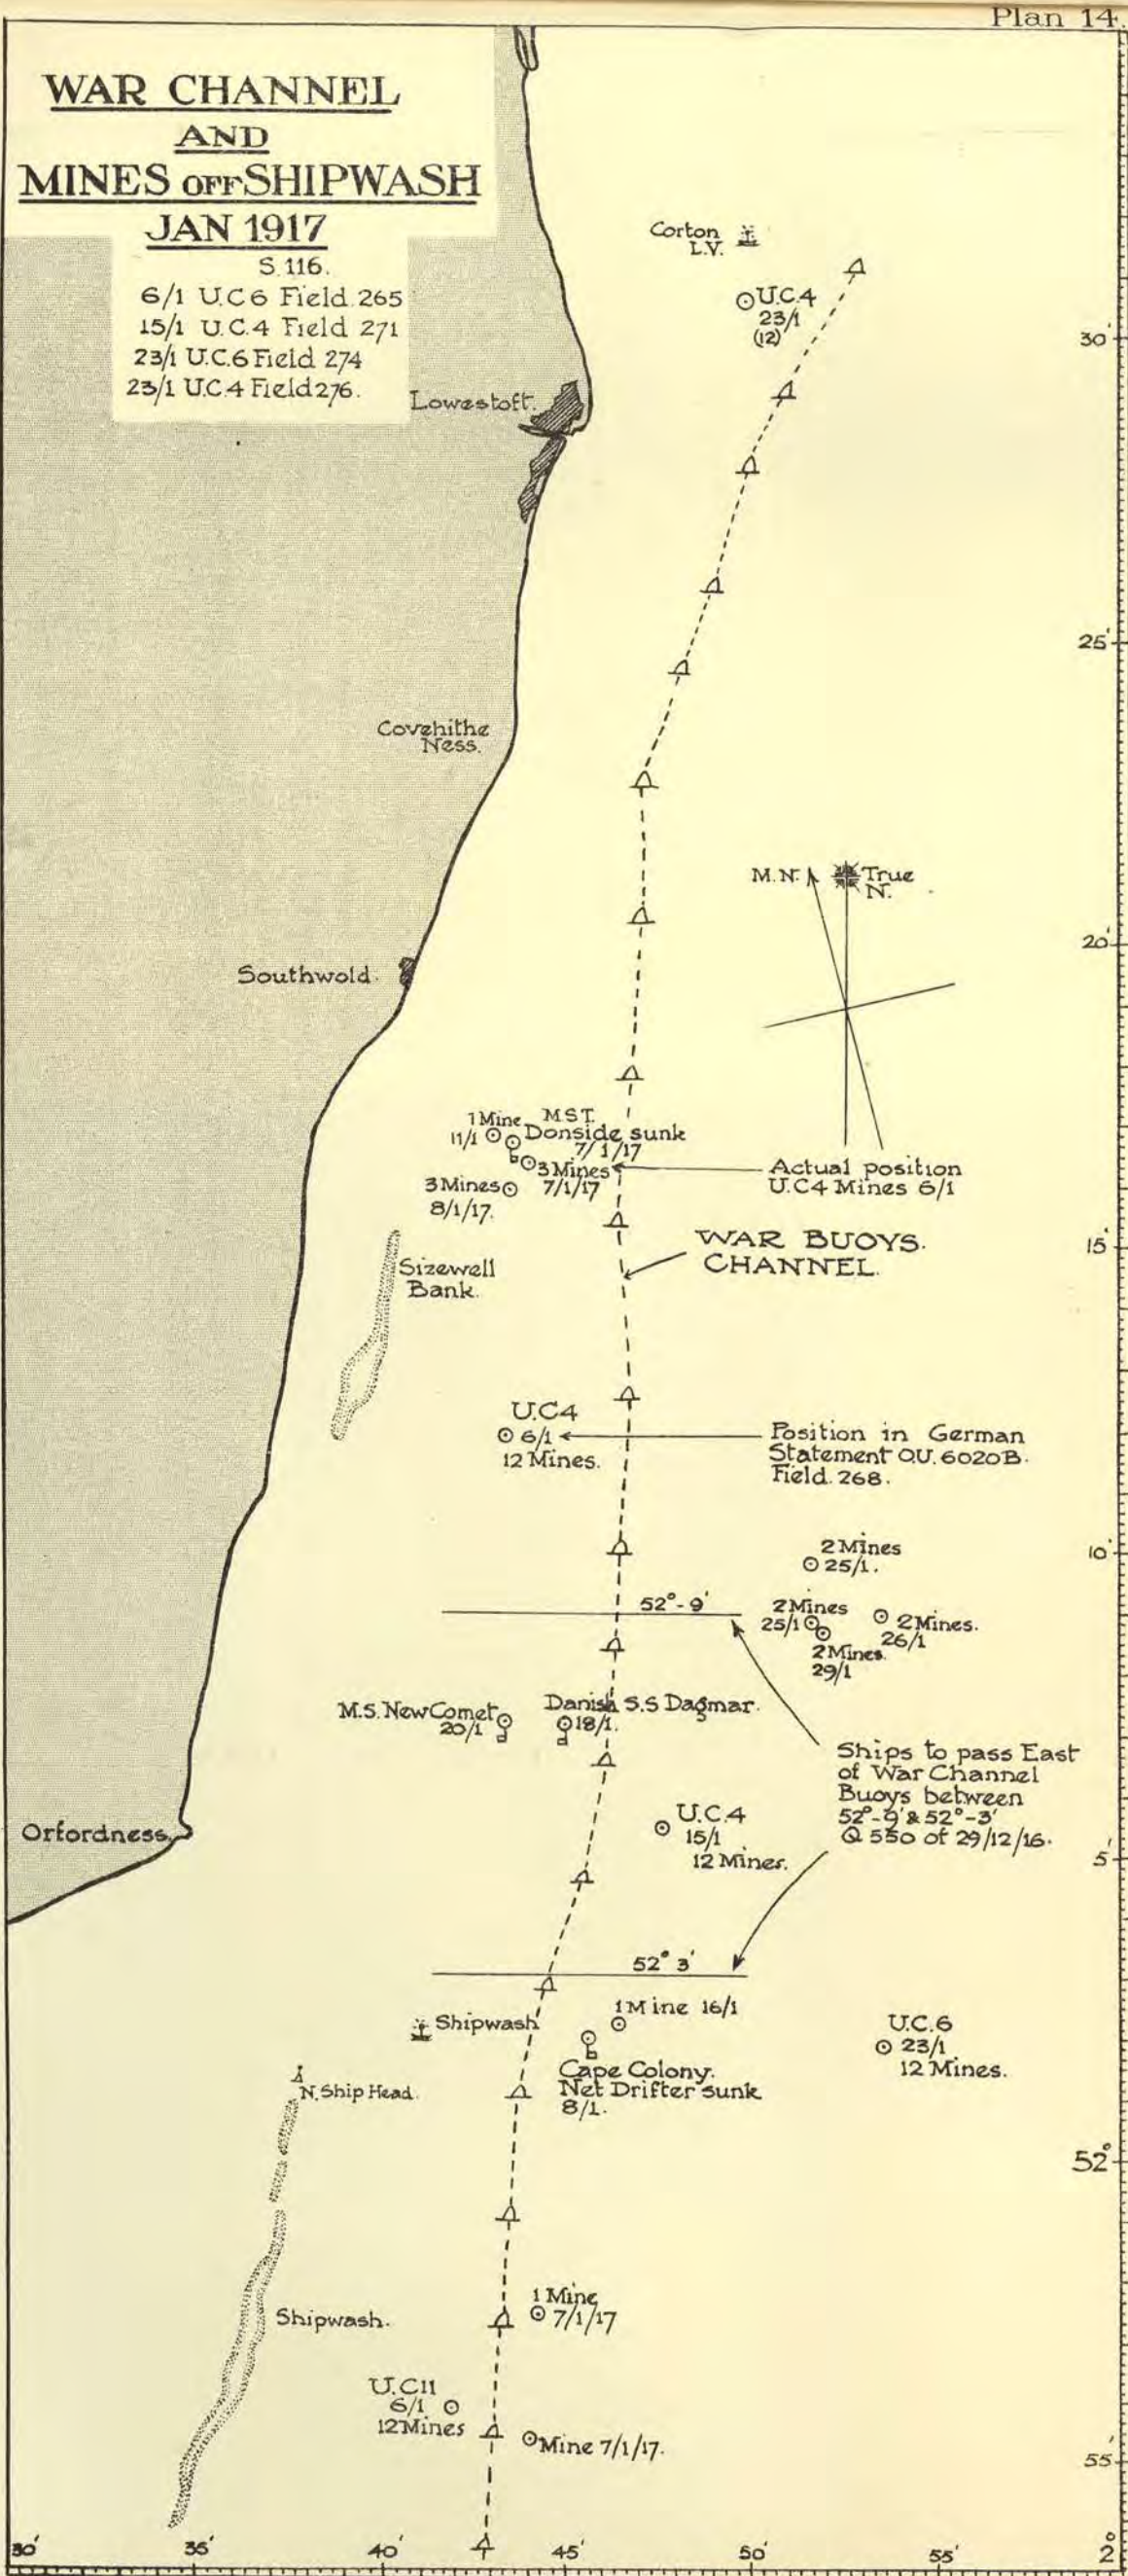 Plan 14.
WAR CHANNEL
AND
MINES OFF SHIPWASH
JAN 1917
S. 116.
6/1 U.C 6 Field. 265
15/1 U.C.4 Field 271
23/1 U.C.6 Field 274
23/1 U.C.4 Field 276.
Corton
L.V.
U.C.4
23/1
(12)
30'
Lowestoft.
25'
Covehithe
Ness.
M.N.
True
N.
20'
Southwold.
1 Mine
11/1
M.S.T.
Donside sunk
7/1/17
3 Mines
7/1/17
3 Mines
8/1/17.
Actual position
U.C4 Mines 6/1
WAR BUOYS.
CHANNEL.
15'
Sizewell
Bank.
U.C4
6/1
12 Mines.
Position in German
Statement O.U. 6020B.
Field. 268.
10'
2 Mines
25/1.
52°-9'
2 Mines
25/1
2 Mines.
26/1
2 Mines.
29/1
M.S. New Comet
20/1
Danish S.S Dagmar.
18/1.
Ships to pass East
of War Channel
Buoys between
52°-9' & 52°-3'
Q 550 of 29/12/16.
Orfordness.
U.C.4
15/1
12 Mines.
5'
52° 3'
1 Mine 16/1
Shipwash
U.C.6
23/1
12 Mines.
Cape Colony.
Net Drifter sunk
8/1.
N. Ship Head.
52°
1 Mine
7/1/17
Shipwash.
U.C11
6/1
12 Mines
Mine 7/1/17.
55'
30' 35' 40' 45' 50' 55' 2°